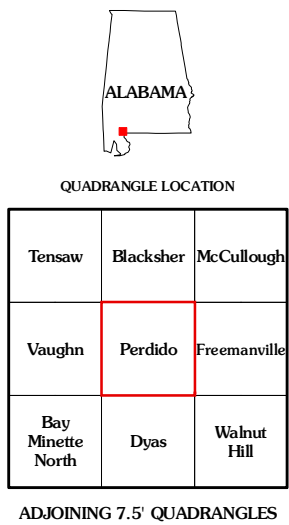 ALABAMA
QUADRANGLE LOCATION
Tensaw
Blacksher
McCullough
Vaughn
Perdido
Freemanville
Bay
Minette
North
Dyas
Walnut
Hill
ADJOINING 7.5' QUADRANGLES